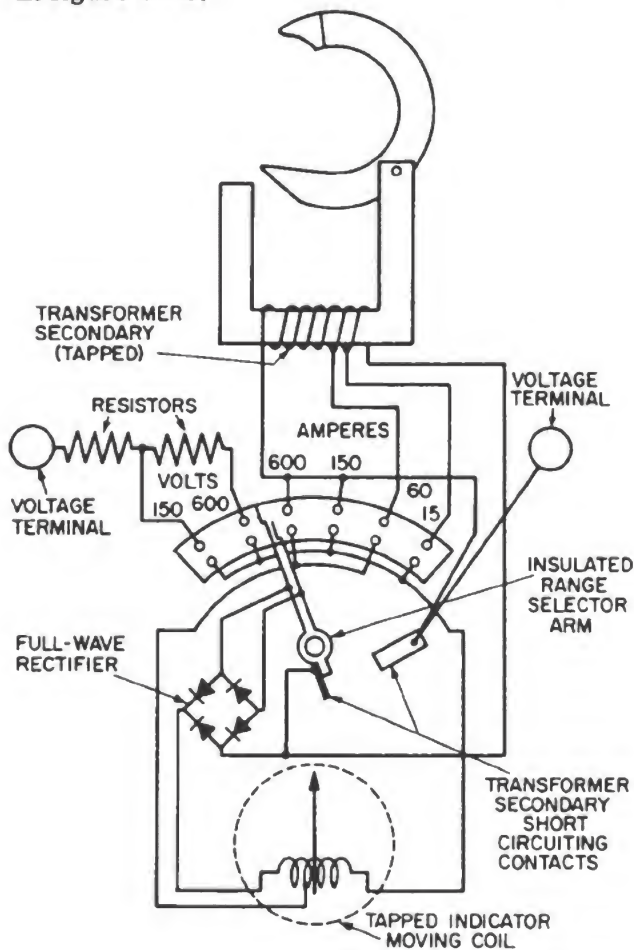 TRANSFORMER
SECONDARY
(TAPPED)
RESISTORS
VOLTAGE
TERMINAL
VOLTS
150
600
AMPERES
600
150
60
15
VOLTAGE
TERMINAL
INSULATED
RANGE
SELECTOR
ARM
FULL-WAVE
RECTIFIER
TRANSFORMER
SECONDARY
SHORT
CIRCUITING
CONTACTS
TAPPED INDICATOR
MOVING COIL